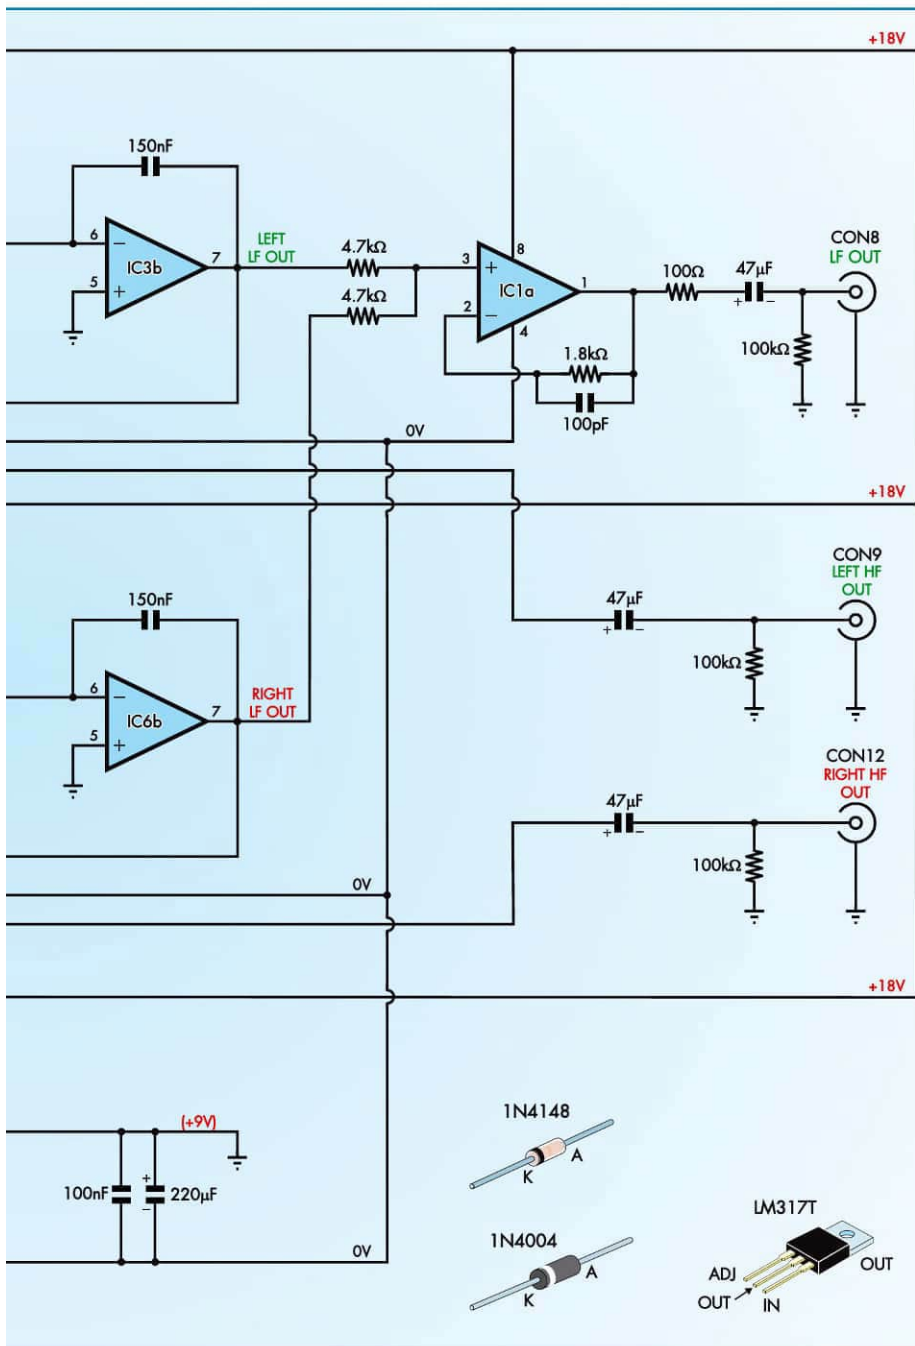 +18V
150nF
6
−
IC3b
7
5
+
LEFT
LF OUT
4.7kΩ
4.7kΩ
3
+
8
IC1a
1
2
−
4
100Ω
47µF
+
−
CON8
LF OUT
100kΩ
1.8kΩ
100pF
0V
+18V
150nF
6
−
IC6b
7
5
+
RIGHT
LF OUT
47µF
+
−
CON9
LEFT HF
OUT
100kΩ
47µF
+
−
CON12
RIGHT HF
OUT
100kΩ
0V
+18V
(+9V)
100nF
+
−
220µF
0V
1N4148
K
A
1N4004
K
A
LM317T
ADJ
OUT
IN
OUT